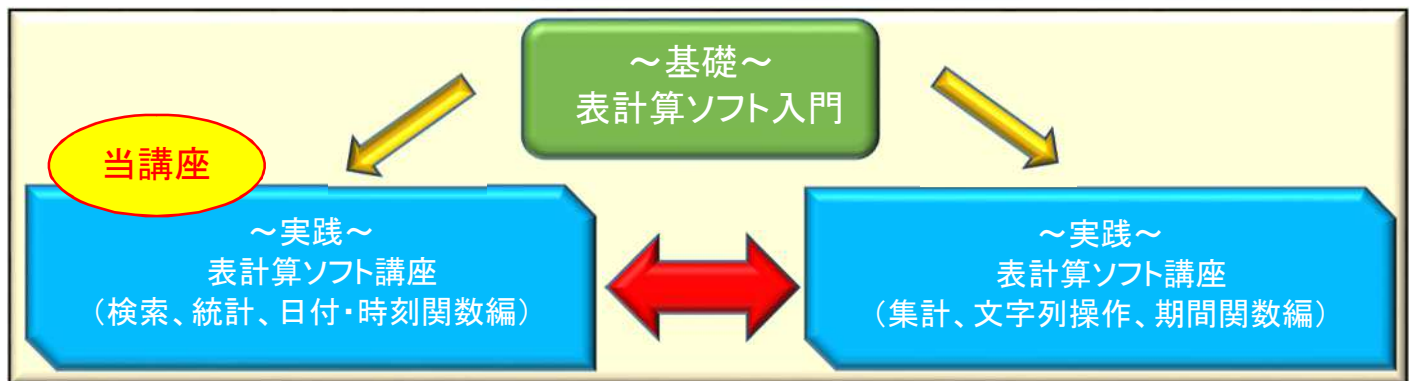 ～基礎～
表計算ソフト入門
当講座
～実践～
表計算ソフト講座
（検索、統計、日付・時刻関数編）
～実践～
表計算ソフト講座
（集計、文字列操作、期間関数編）